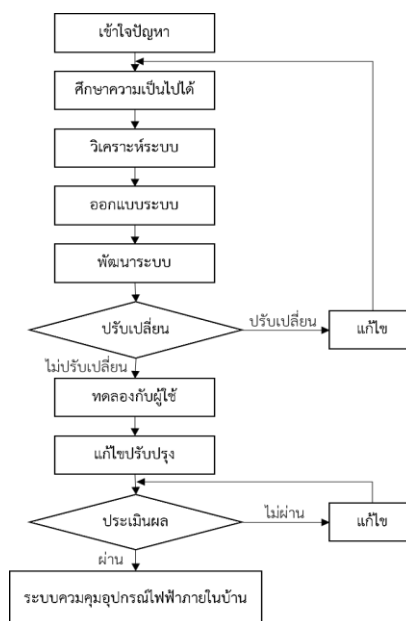 เข้าใจปัญหา
ศึกษาความเป็นไปได้
วิเคราะห์ระบบ
ออกแบบระบบ
พัฒนาระบบ
ปรับเปลี่ยน
ปรับเปลี่ยน
แก้ไข
ไม่ปรับเปลี่ยน
ทดลองกับผู้ใช้
แก้ไขปรับปรุง
ประเมินผล
ไม่ผ่าน
แก้ไข
ผ่าน
ระบบควมคุมอุปกรณ์ไฟฟ้าภายในบ้าน